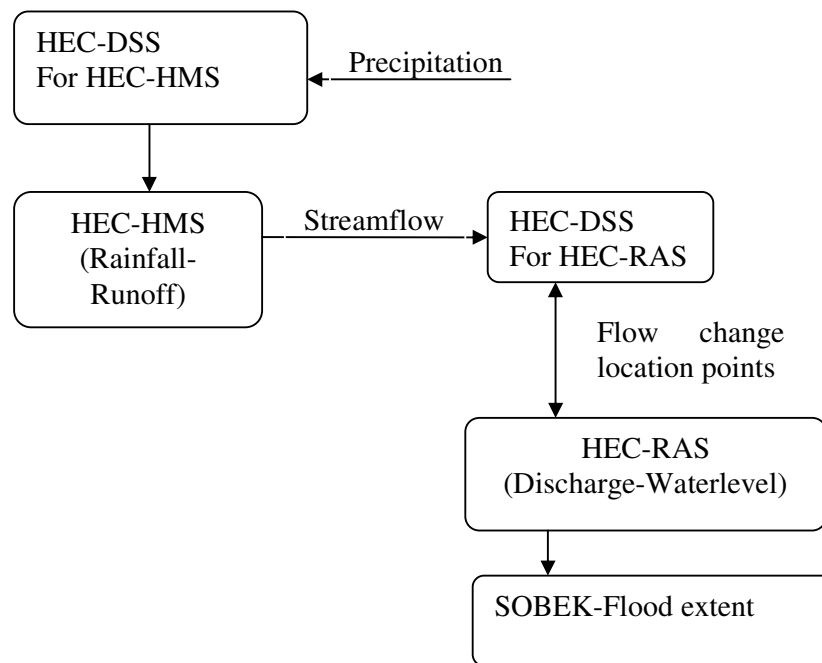 HEC-DSS
For HEC-HMS
Precipitation
HEC-HMS
(Rainfall-
Runoff)
Streamflow
HEC-DSS
For HEC-RAS
Flow change
location points
HEC-RAS
(Discharge-Waterlevel)
SOBEK-Flood extent